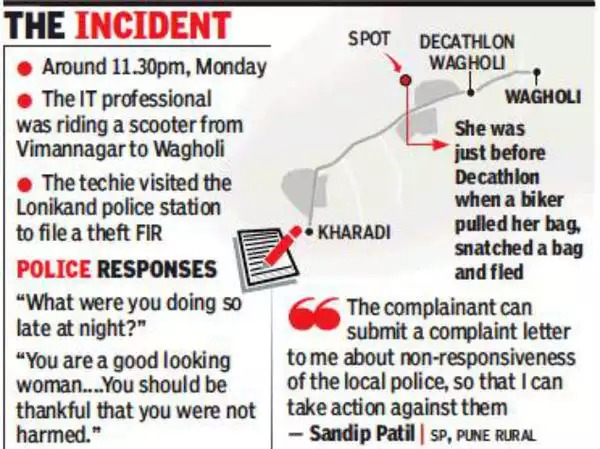 THE INCIDENT
● Around 11.30pm, Monday
● The IT professional
was riding a scooter from
Vimannagar to Wagholi
● The techie visited the
Lonikand police station
to file a theft FIR
POLICE RESPONSES
“What were you doing so
late at night?”
“You are a good looking
woman....You should be
thankful that you were not
harmed.”
SPOT
DECATHLON
WAGHOLI
WAGHOLI
She was
just before
Decathlon
when a biker
pulled her bag,
snatched a bag
and fled
KHARADI
“The complainant can
submit a complaint letter
to me about non-responsiveness
of the local police, so that I can
take action against them
— Sandip Patil | SP, PUNE RURAL